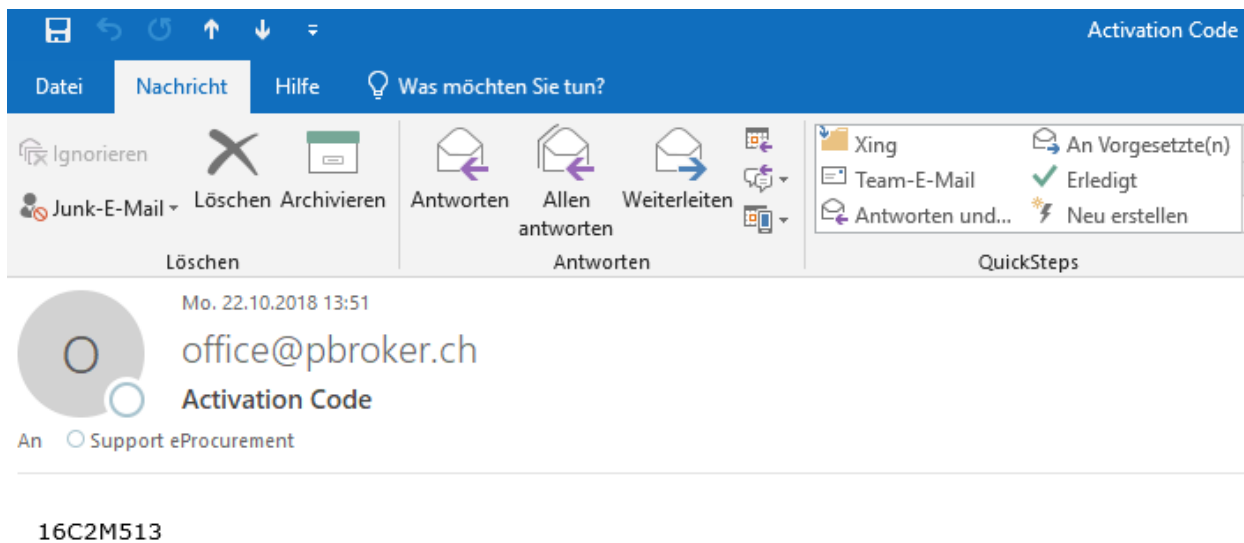 Activation Code
Datei Nachricht Hilfe Was möchten Sie tun?
Ignorieren
Junk-E-Mail
Löschen
Archivieren
Löschen
Antworten
Allen
antworten
Weiterleiten
Antworten
Xing
Team-E-Mail
Antworten und...
An Vorgesetzte(n)
Erledigt
Neu erstellen
QuickSteps
Mo. 22.10.2018 13:51
O
office@pbroker.ch
Activation Code
An Support eProcurement
16C2M513